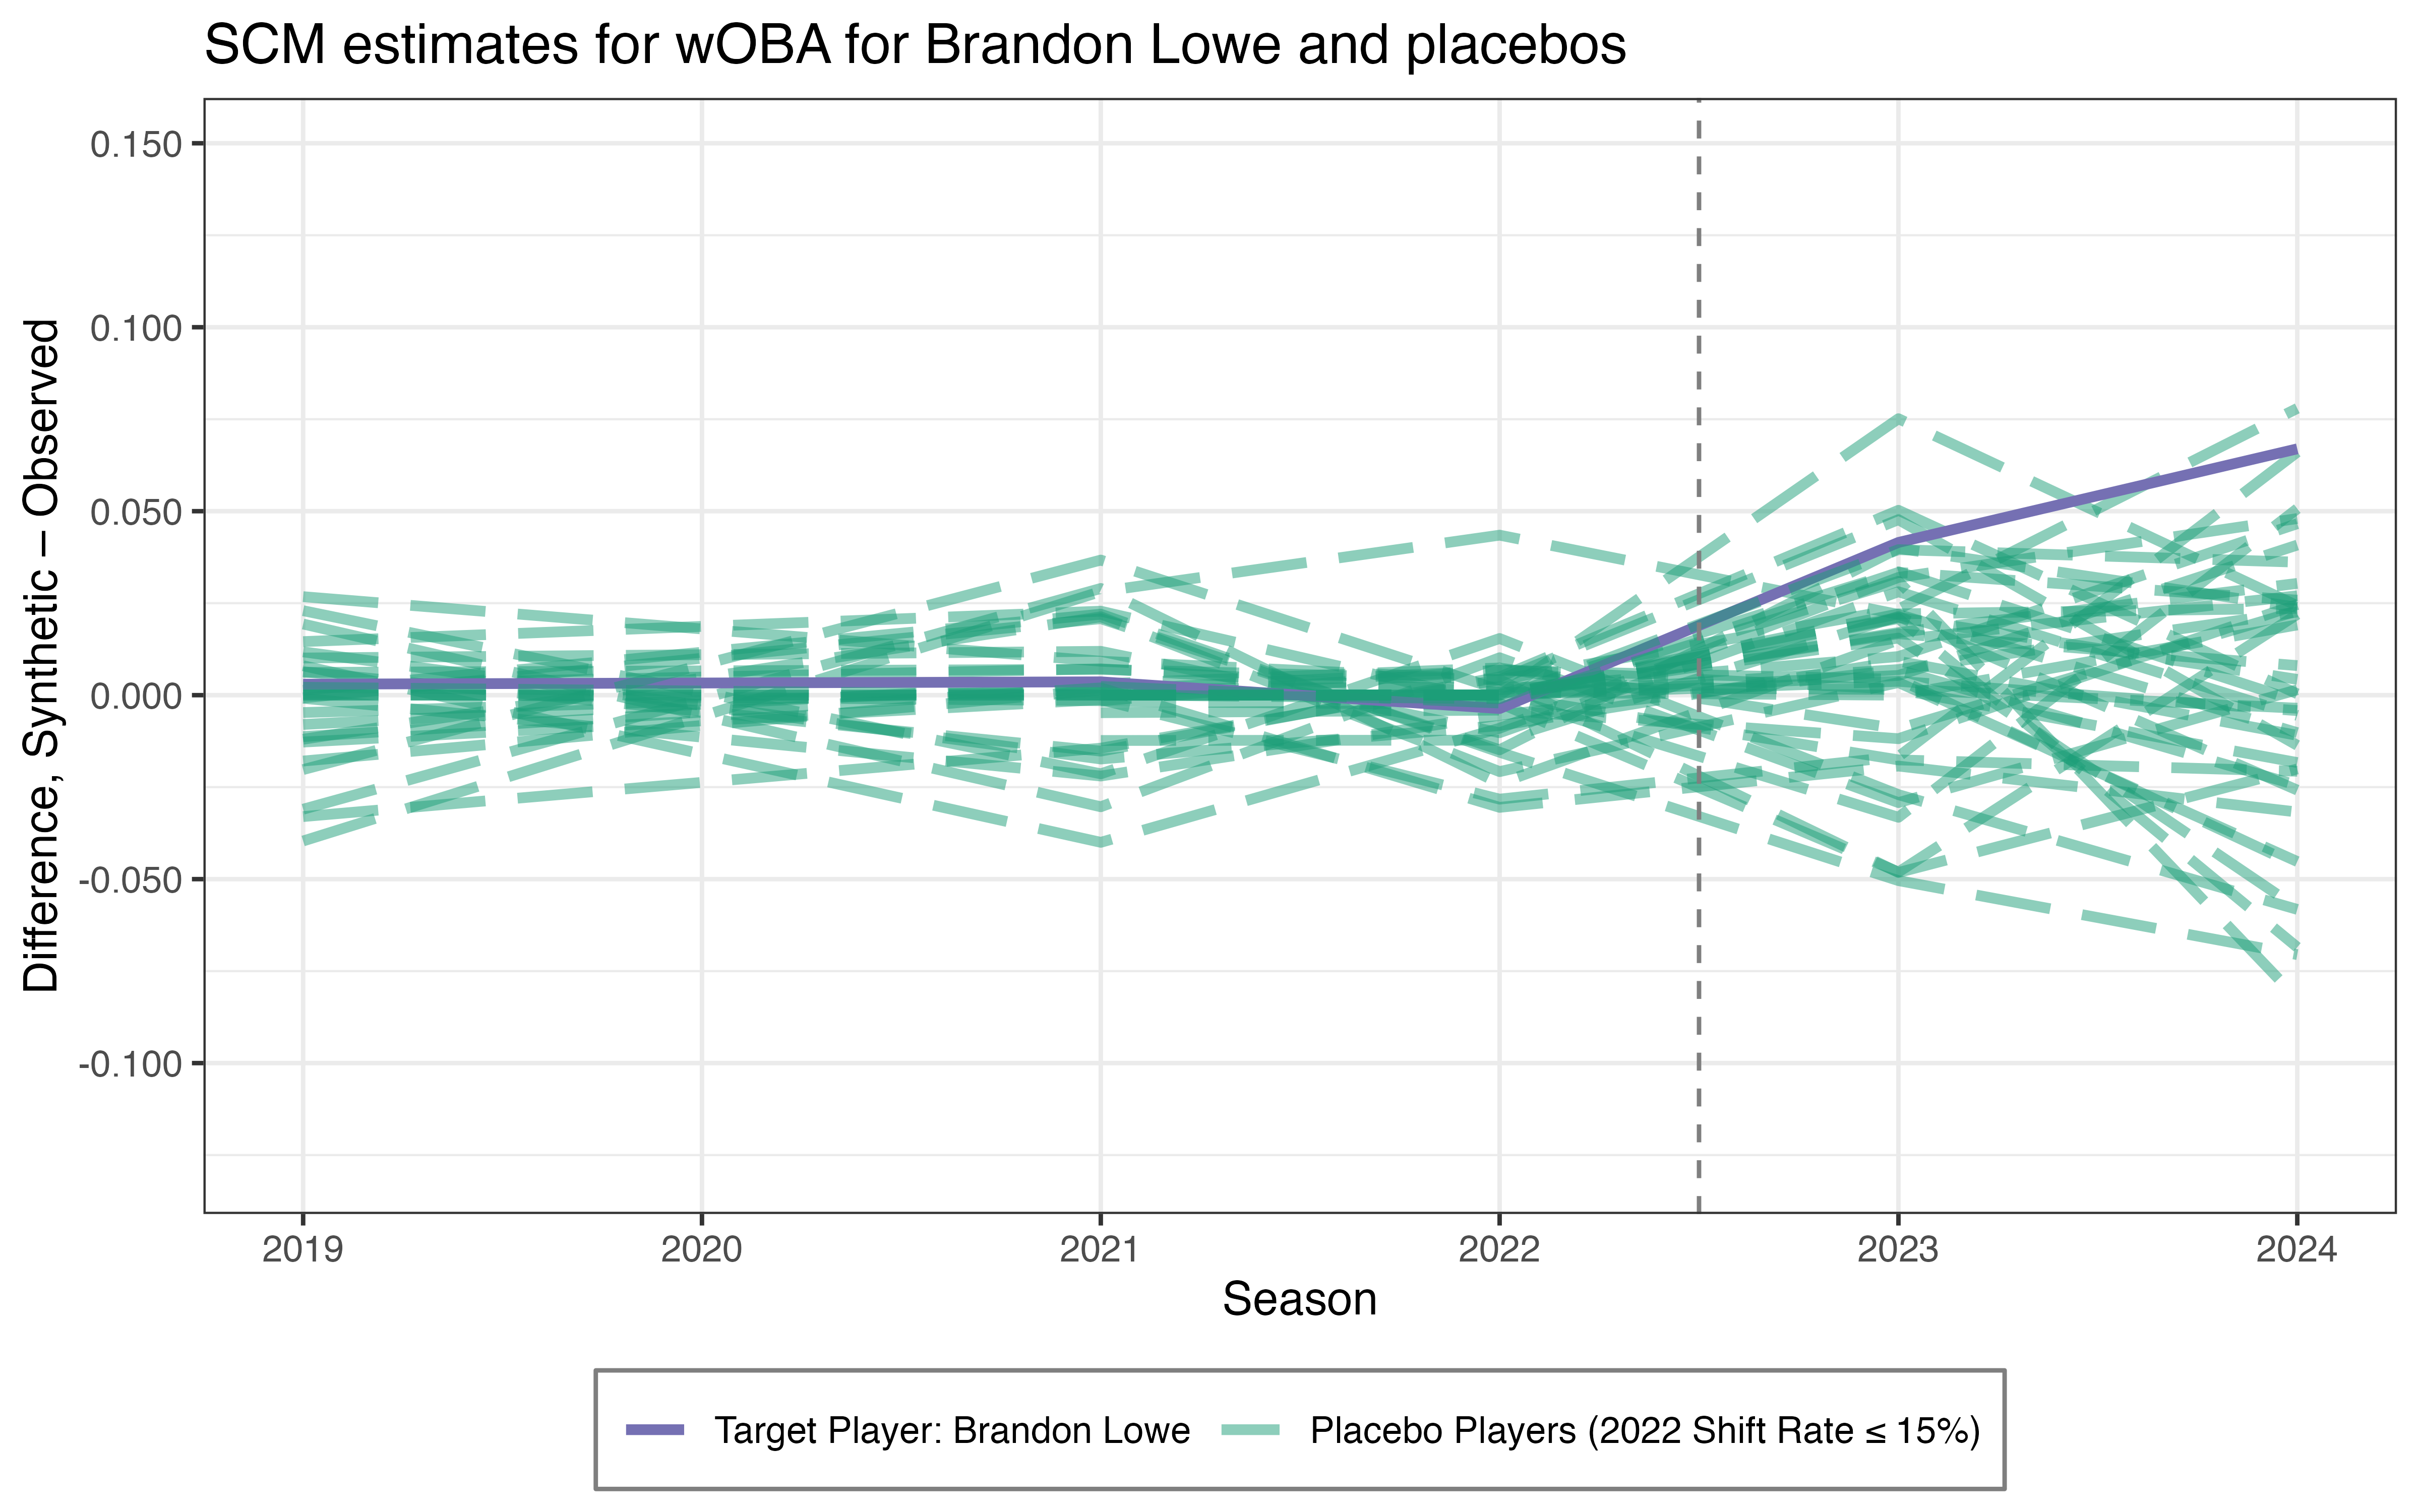 SCM estimates for wOBA for Brandon Lowe and placebos
Difference, Synthetic – Observed
0.150
0.100
0.050
0.000
-0.050
-0.100
2019 2020 2021 2022 2023 2024
Season
Target Player: Brandon Lowe Placebo Players (2022 Shift Rate ≤ 15%)